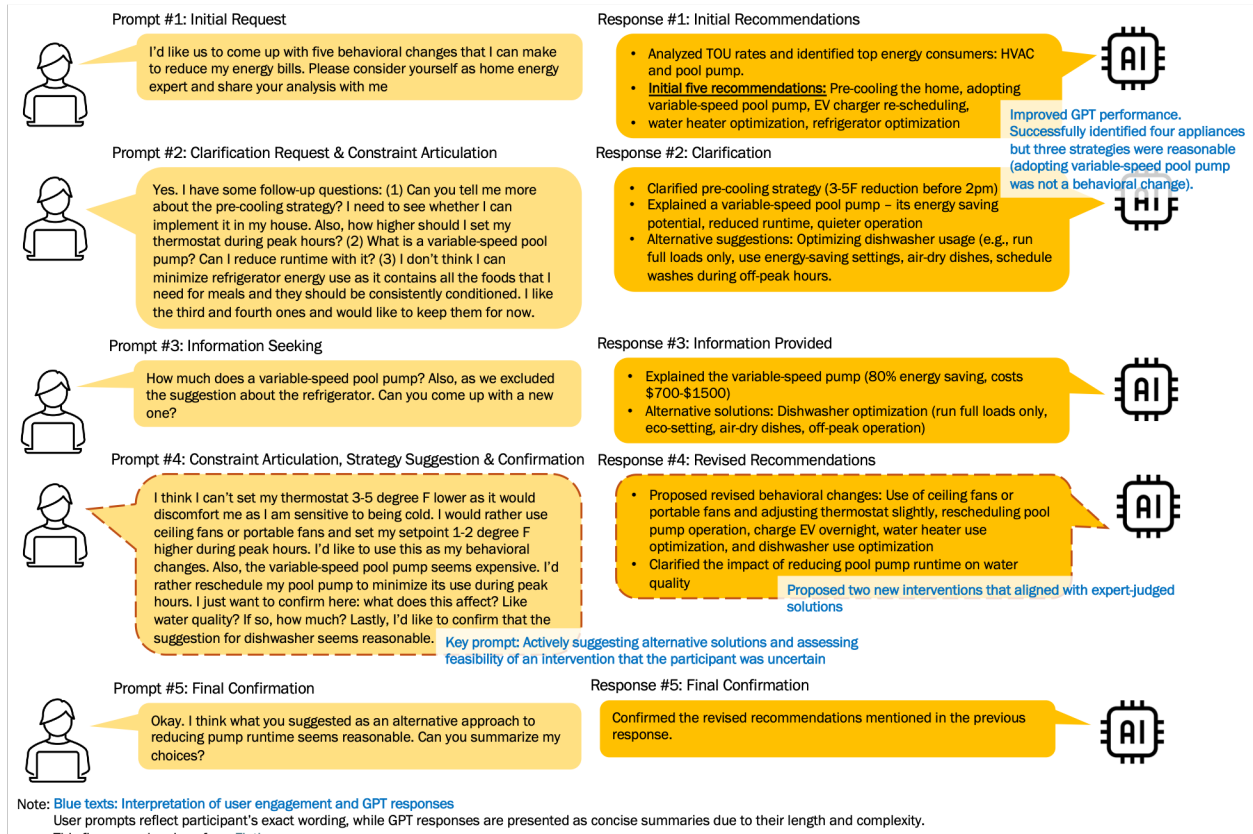 Prompt #1: Initial Request
I'd like us to come up with five behavioral changes that I can make
to reduce my energy bills. Please consider yourself as home energy
expert and share your analysis with me
Response #1: Initial Recommendations
• Analyzed TOU rates and identified top energy consumers: HVAC
and pool pump.
• Initial five recommendations: Pre-cooling the home, adopting
variable-speed pool pump, EV charger re-scheduling,
• water heater optimization, refrigerator optimization
AI
Improved GPT performance.
Successfully identified four appliances
but three strategies were reasonable
(adopting variable-speed pool pump
was not a behavioral change).
Prompt #2: Clarification Request & Constraint Articulation
Yes. I have some follow-up questions: (1) Can you tell me more
about the pre-cooling strategy? I need to see whether I can
implement it in my house. Also, how higher should I set my
thermostat during peak hours? (2) What is a variable-speed pool
pump? Can I reduce runtime with it? (3) I don't think I can
minimize refrigerator energy use as it contains all the foods that I
need for meals and they should be consistently conditioned. I like
the third and fourth ones and would like to keep them for now.
Response #2: Clarification
• Clarified pre-cooling strategy (3-5F reduction before 2pm)
• Explained a variable-speed pool pump – its energy saving
potential, reduced runtime, quieter operation
• Alternative suggestions: Optimizing dishwasher usage (e.g., run
full loads only, use energy-saving settings, air-dry dishes, schedule
washes during off-peak hours.
AI
Prompt #3: Information Seeking
How much does a variable-speed pool pump? Also, as we excluded
the suggestion about the refrigerator. Can you come up with a new
one?
Response #3: Information Provided
• Explained the variable-speed pump (80% energy saving, costs
$700-$1500)
• Alternative solutions: Dishwasher optimization (run full loads only,
eco-setting, air-dry dishes, off-peak operation)
AI
Prompt #4: Constraint Articulation, Strategy Suggestion & Confirmation
I think I can't set my thermostat 3-5 degree F lower as it would
discomfort me as I am sensitive to being cold. I would rather use
ceiling fans or portable fans and set my setpoint 1-2 degree F
higher during peak hours. I'd like to use this as my behavioral
changes. Also, the variable-speed pool pump seems expensive. I'd
rather reschedule my pool pump to minimize its use during peak
hours. I just want to confirm here: what does this affect? Like
water quality? If so, how much? Lastly, I'd like to confirm that the
suggestion for dishwasher seems reasonable.
Key prompt: Actively suggesting alternative solutions and assessing
feasibility of an intervention that the participant was uncertain
Response #4: Revised Recommendations
• Proposed revised behavioral changes: Use of ceiling fans or
portable fans and adjusting thermostat slightly, rescheduling pool
pump operation, charge EV overnight, water heater use
optimization, and dishwasher use optimization
• Clarified the impact of reducing pool pump runtime on water
quality
AI
Proposed two new interventions that aligned with expert-judged
solutions
Prompt #5: Final Confirmation
Okay. I think what you suggested as an alternative approach to
reducing pump runtime seems reasonable. Can you summarize my
choices?
Response #5: Final Confirmation
Confirmed the revised recommendations mentioned in the previous
response.
AI
Note: Blue texts: Interpretation of user engagement and GPT responses
User prompts reflect participant's exact wording, while GPT responses are presented as concise summaries due to their length and complexity.